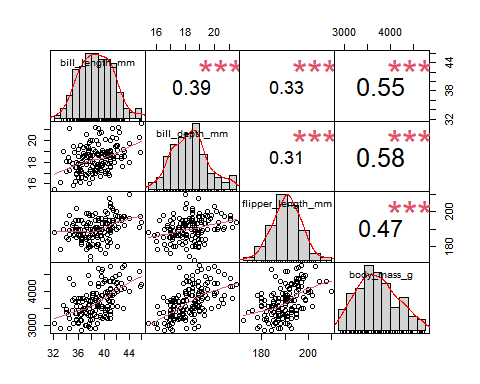 16 18 20
3000 4000
bill_length_mm
0.39
***
0.33
***
0.55
***
32 36 40 44
16 18 20
bill_depth_mm
0.31
***
0.58
***
flipper_length_mm
0.47
***
180 200
3000 4000
body_mass_g
32 36 40 44
180 200